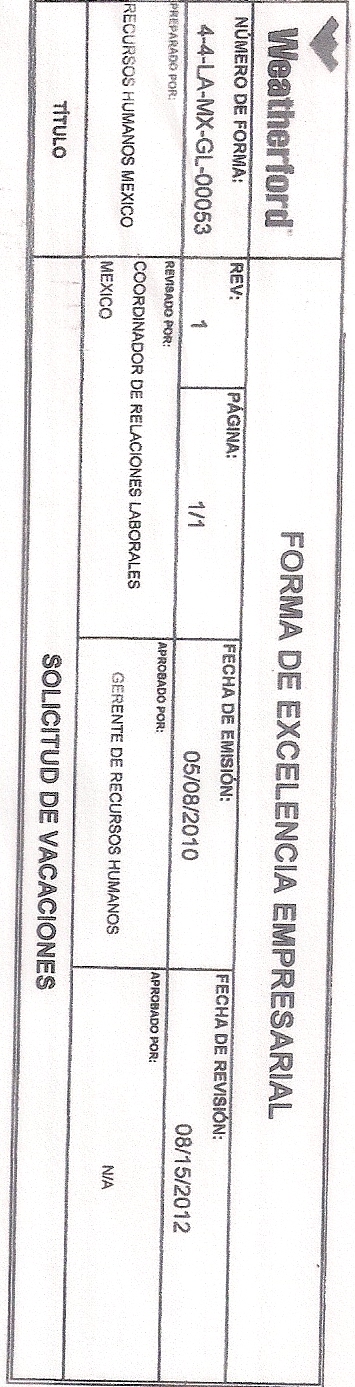 Weatherford
FORMA DE EXCELENCIA EMPRESARIAL
NÚMERO DE FORMA:
4-4-LA-MX-GL-00053
REV:
1
PÁGINA:
1/1
FECHA DE EMISIÓN:
05/08/2010
FECHA DE REVISIÓN:
08/15/2012
PREPARADO POR:
RECURSOS HUMANOS MEXICO
REVISADO POR:
COORDINADOR DE RELACIONES LABORALES
MEXICO
APROBADO POR:
GERENTE DE RECURSOS HUMANOS
APROBADO POR:
N/A
TÍTULO
SOLICITUD DE VACACIONES